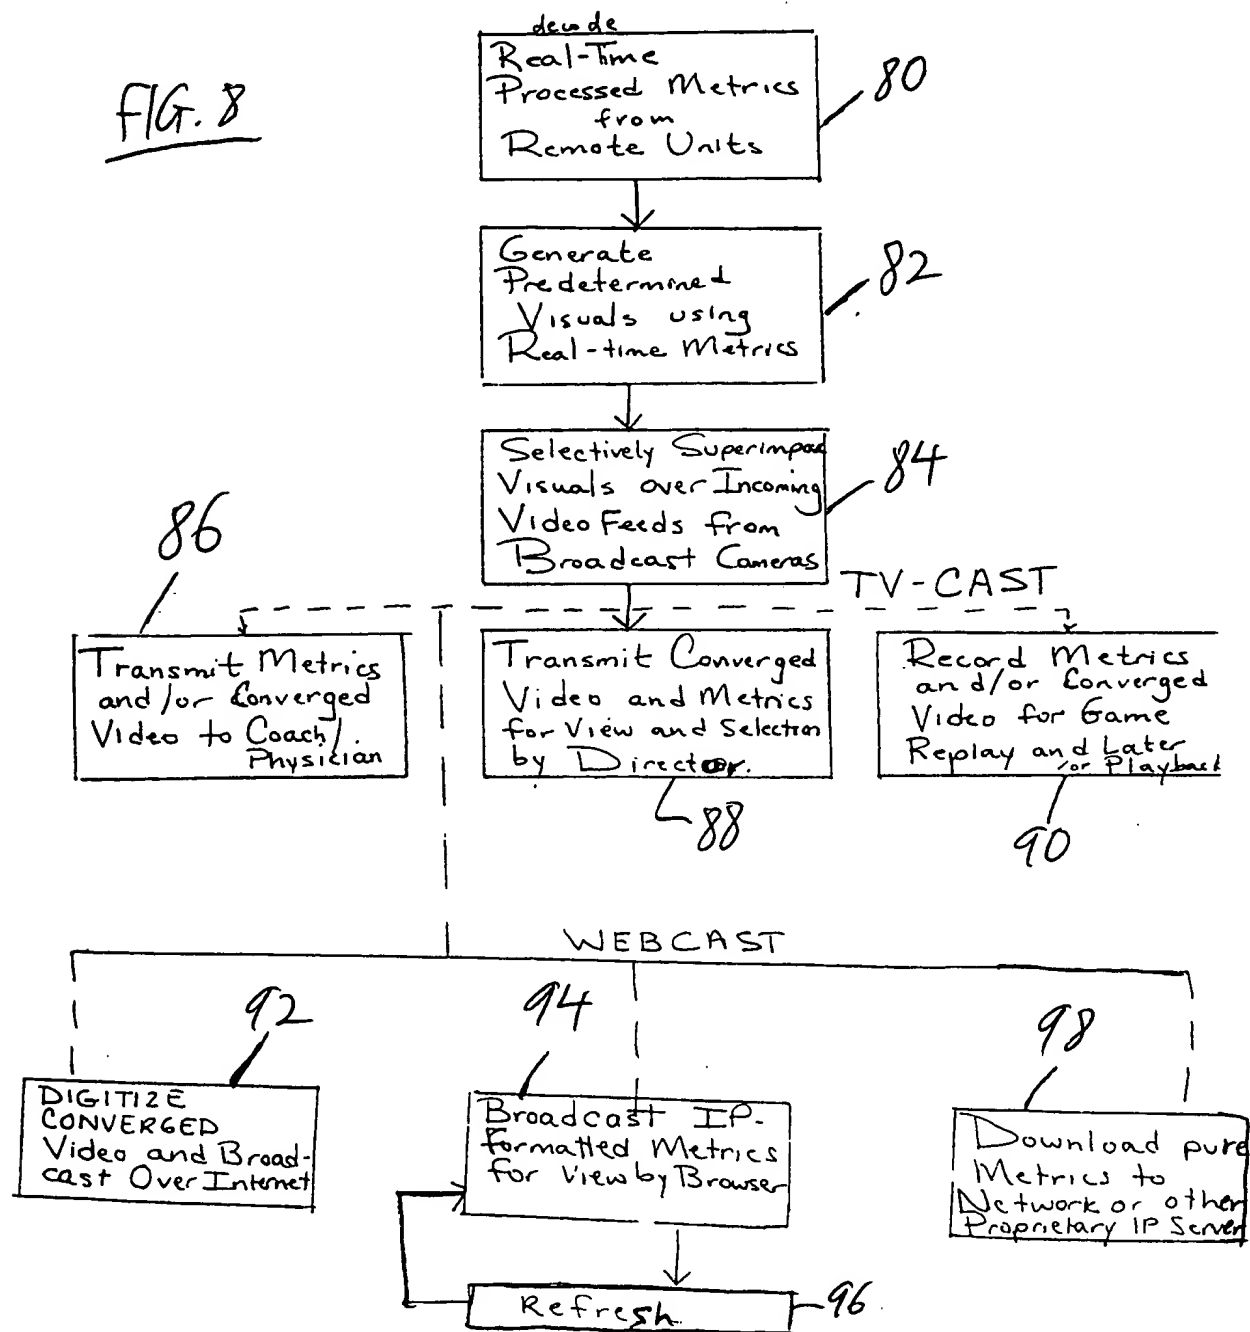 FIG. 8
decode
Real-Time
Processed Metrics
from
Remote Units
80
Generate
Predetermined
Visuals using
Real-time Metrics
82
Selectively Superimpose
Visuals over Incoming
Video Feeds from
Broadcast Cameras
84
TV-CAST
86
Transmit Metrics
and/or Converged
Video to Coach/
Physician
Transmit Converged
Video and Metrics
for View and Selection
by Director.
88
Record Metrics
and/or Converged
Video for Game
Replay and Later
/or Playback
90
WEBCAST
92
DIGITIZE
CONVERGED
Video and Broad-
cast Over Internet
94
Broadcast IP-
formatted Metrics
for View by Browser
98
Download pure
Metrics to
Network or other
Proprietary IP Server
Refresh
96